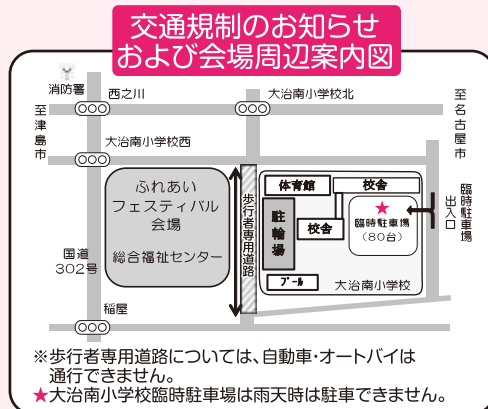 交通規制のお知らせ
および会場周辺案内図
消防署
西之川
大治南小学校北
至津島市
至名古屋市
大治南小学校西
ふれあい
フェスティバル
会場
総合福祉センター
歩行者専用道路
体育館
校舎
駐輪場
校舎
★
臨時駐車場
(80台)
臨時駐車場
出入口
プール
大治南小学校
国道
302号
稲屋
※歩行者専用道路については、自動車・オートバイは
通行できません。
★大治南小学校臨時駐車場は雨天時は駐車できません。